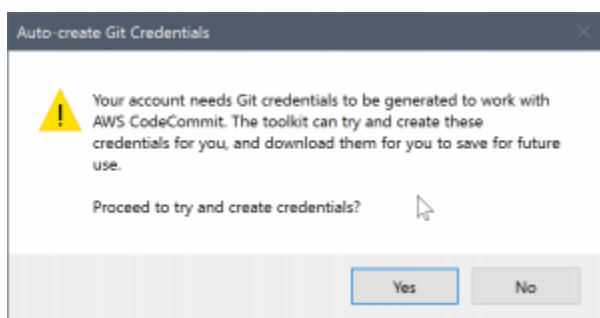 Auto-create Git Credentials
Your account needs Git credentials to be generated to work with
AWS CodeCommit. The toolkit can try and create these
credentials for you, and download them for you to save for future
use.
Proceed to try and create credentials?
Yes No